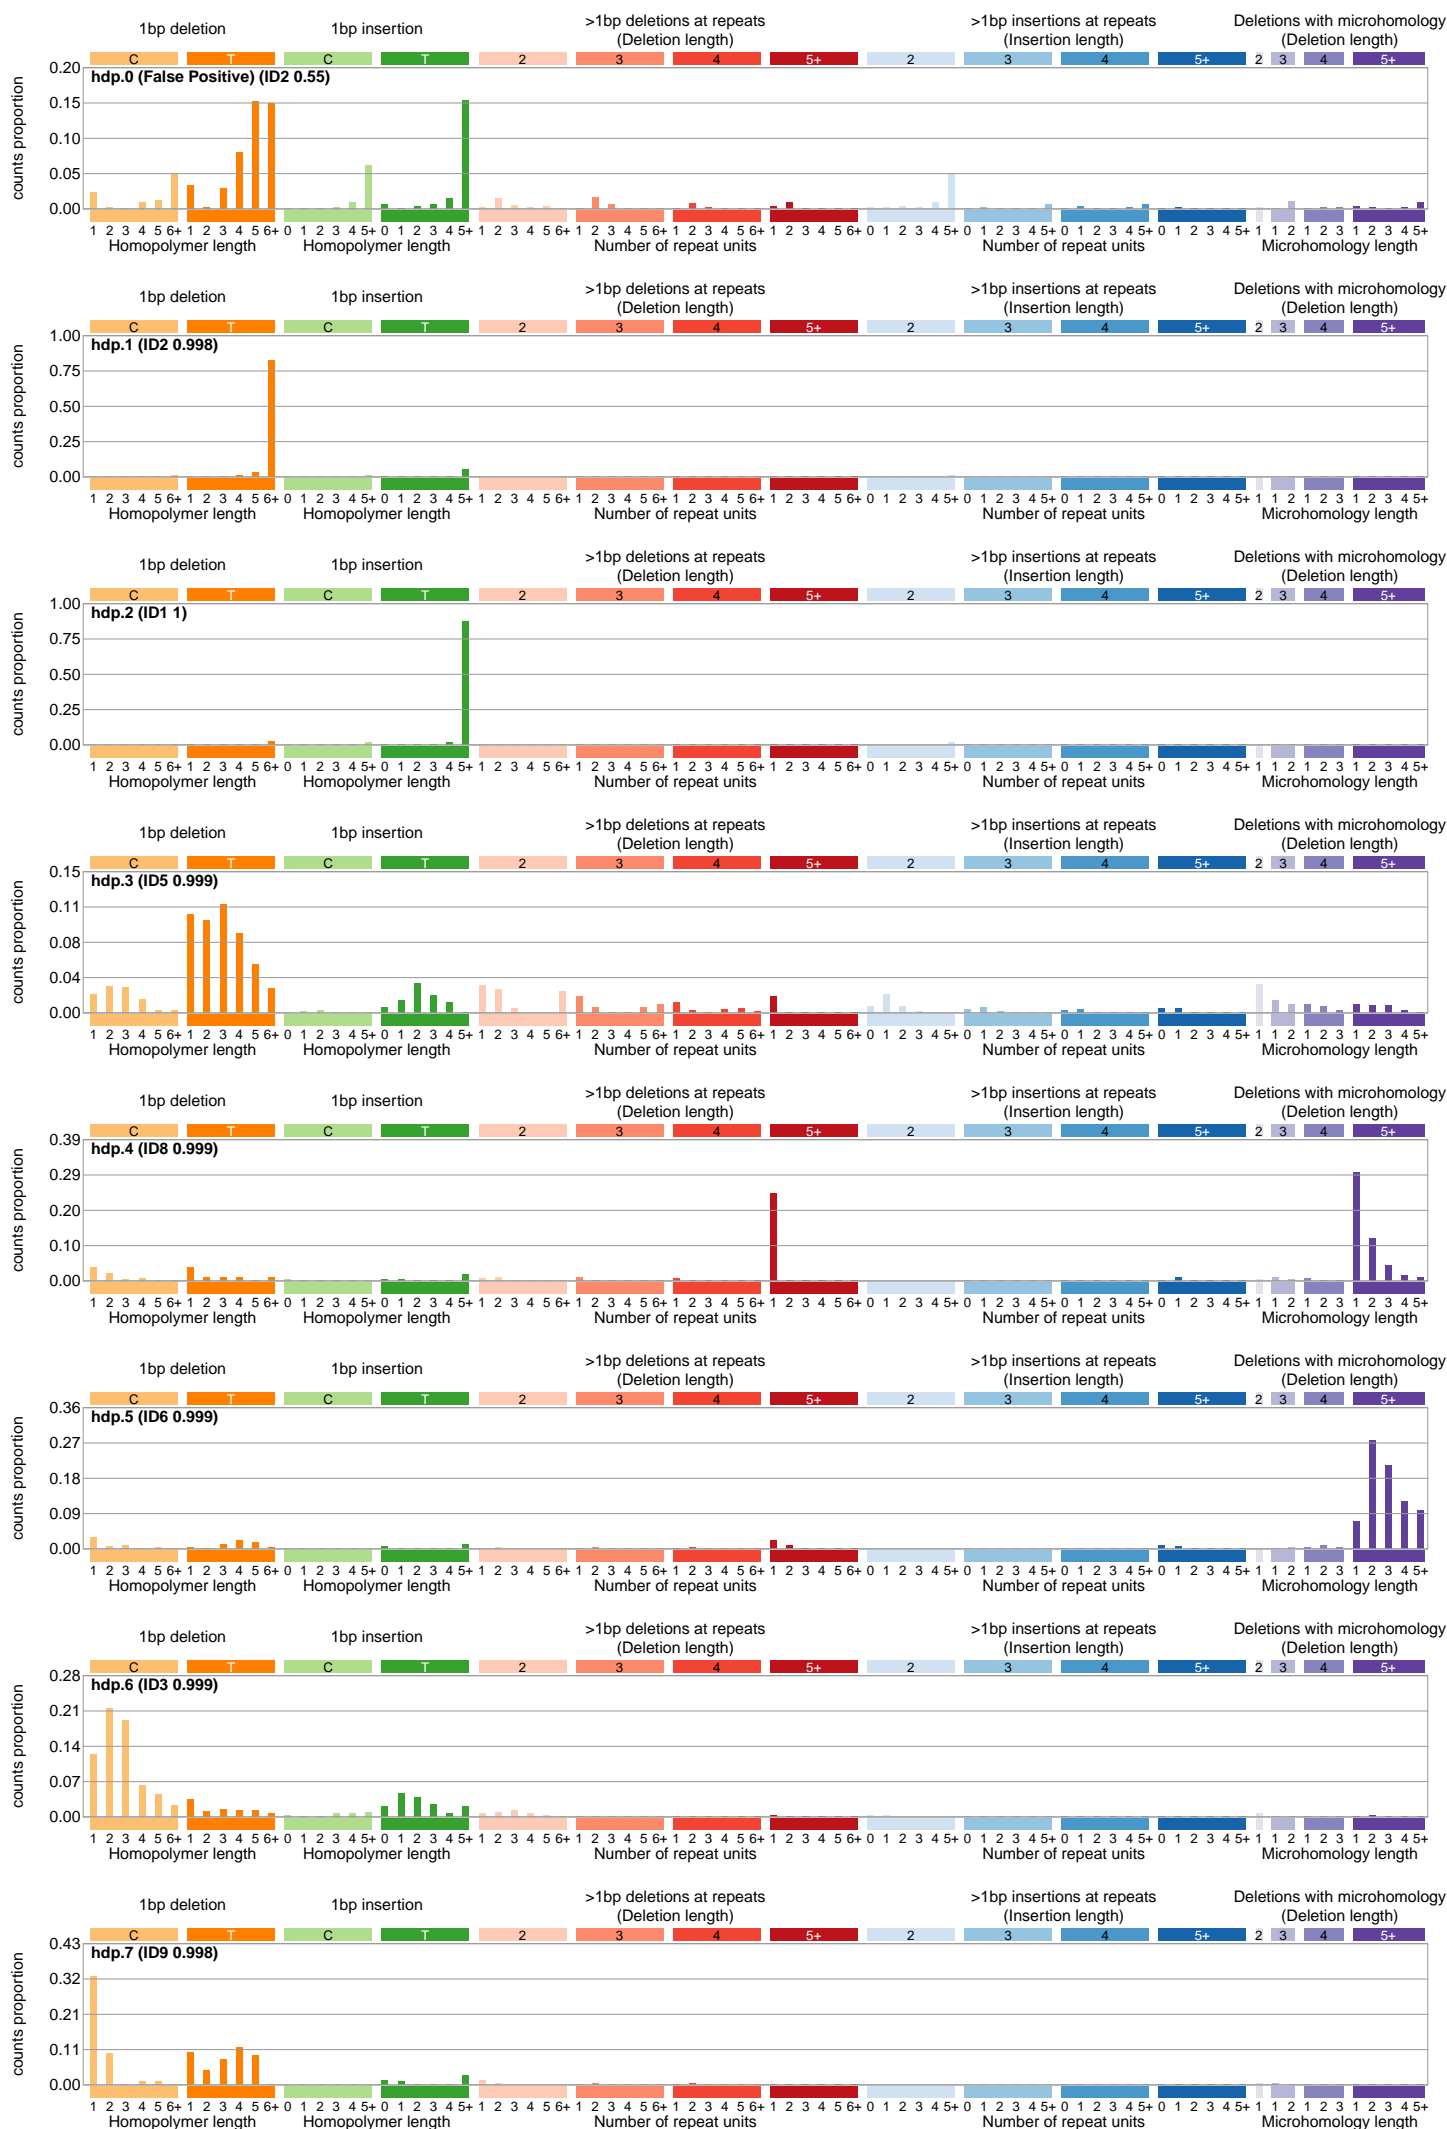 1bp deletion 1bp insertion >1bp deletions at repeats >1bp insertions at repeats Deletions with microhomology
(Deletion length) (Insertion length) (Deletion length)
C T C T 2 3 4 5+ 2 3 4 5+ 2 3 4 5+
0.20
hdp.0 (False Positive) (ID2 0.55)
0.15
0.10
0.05
0.00
counts proportion
1 2 3 4 5 6+ 1 2 3 4 5 6+ 0 1 2 3 4 5+ 0 1 2 3 4 5+ 1 2 3 4 5 6+ 1 2 3 4 5 6+ 1 2 3 4 5 6+ 1 2 3 4 5 6+ 0 1 2 3 4 5+ 0 1 2 3 4 5+ 0 1 2 3 4 5+ 0 1 2 3 4 5+ 1 1 2 1 2 3 1 2 3 4 5+
Homopolymer length Homopolymer length Number of repeat units Number of repeat units Microhomology length
1bp deletion 1bp insertion >1bp deletions at repeats >1bp insertions at repeats Deletions with microhomology
(Deletion length) (Insertion length) (Deletion length)
C T C T 2 3 4 5+ 2 3 4 5+ 2 3 4 5+
1.00
hdp.1 (ID2 0.998)
0.75
0.50
0.25
0.00
counts proportion
1 2 3 4 5 6+ 1 2 3 4 5 6+ 0 1 2 3 4 5+ 0 1 2 3 4 5+ 1 2 3 4 5 6+ 1 2 3 4 5 6+ 1 2 3 4 5 6+ 1 2 3 4 5 6+ 0 1 2 3 4 5+ 0 1 2 3 4 5+ 0 1 2 3 4 5+ 0 1 2 3 4 5+ 1 1 2 1 2 3 1 2 3 4 5+
Homopolymer length Homopolymer length Number of repeat units Number of repeat units Microhomology length
1bp deletion 1bp insertion >1bp deletions at repeats >1bp insertions at repeats Deletions with microhomology
(Deletion length) (Insertion length) (Deletion length)
C T C T 2 3 4 5+ 2 3 4 5+ 2 3 4 5+
1.00
hdp.2 (ID1 1)
0.75
0.50
0.25
0.00
counts proportion
1 2 3 4 5 6+ 1 2 3 4 5 6+ 0 1 2 3 4 5+ 0 1 2 3 4 5+ 1 2 3 4 5 6+ 1 2 3 4 5 6+ 1 2 3 4 5 6+ 1 2 3 4 5 6+ 0 1 2 3 4 5+ 0 1 2 3 4 5+ 0 1 2 3 4 5+ 0 1 2 3 4 5+ 1 1 2 1 2 3 1 2 3 4 5+
Homopolymer length Homopolymer length Number of repeat units Number of repeat units Microhomology length
1bp deletion 1bp insertion >1bp deletions at repeats >1bp insertions at repeats Deletions with microhomology
(Deletion length) (Insertion length) (Deletion length)
C T C T 2 3 4 5+ 2 3 4 5+ 2 3 4 5+
0.15
hdp.3 (ID5 0.999)
0.11
0.08
0.04
0.00
counts proportion
1 2 3 4 5 6+ 1 2 3 4 5 6+ 0 1 2 3 4 5+ 0 1 2 3 4 5+ 1 2 3 4 5 6+ 1 2 3 4 5 6+ 1 2 3 4 5 6+ 1 2 3 4 5 6+ 0 1 2 3 4 5+ 0 1 2 3 4 5+ 0 1 2 3 4 5+ 0 1 2 3 4 5+ 1 1 2 1 2 3 1 2 3 4 5+
Homopolymer length Homopolymer length Number of repeat units Number of repeat units Microhomology length
1bp deletion 1bp insertion >1bp deletions at repeats >1bp insertions at repeats Deletions with microhomology
(Deletion length) (Insertion length) (Deletion length)
C T C T 2 3 4 5+ 2 3 4 5+ 2 3 4 5+
0.39
hdp.4 (ID8 0.999)
0.29
0.20
0.10
0.00
counts proportion
1 2 3 4 5 6+ 1 2 3 4 5 6+ 0 1 2 3 4 5+ 0 1 2 3 4 5+ 1 2 3 4 5 6+ 1 2 3 4 5 6+ 1 2 3 4 5 6+ 1 2 3 4 5 6+ 0 1 2 3 4 5+ 0 1 2 3 4 5+ 0 1 2 3 4 5+ 0 1 2 3 4 5+ 1 1 2 1 2 3 1 2 3 4 5+
Homopolymer length Homopolymer length Number of repeat units Number of repeat units Microhomology length
1bp deletion 1bp insertion >1bp deletions at repeats >1bp insertions at repeats Deletions with microhomology
(Deletion length) (Insertion length) (Deletion length)
C T C T 2 3 4 5+ 2 3 4 5+ 2 3 4 5+
0.36
hdp.5 (ID6 0.999)
0.27
0.18
0.09
0.00
counts proportion
1 2 3 4 5 6+ 1 2 3 4 5 6+ 0 1 2 3 4 5+ 0 1 2 3 4 5+ 1 2 3 4 5 6+ 1 2 3 4 5 6+ 1 2 3 4 5 6+ 1 2 3 4 5 6+ 0 1 2 3 4 5+ 0 1 2 3 4 5+ 0 1 2 3 4 5+ 0 1 2 3 4 5+ 1 1 2 1 2 3 1 2 3 4 5+
Homopolymer length Homopolymer length Number of repeat units Number of repeat units Microhomology length
1bp deletion 1bp insertion >1bp deletions at repeats >1bp insertions at repeats Deletions with microhomology
(Deletion length) (Insertion length) (Deletion length)
C T C T 2 3 4 5+ 2 3 4 5+ 2 3 4 5+
0.28
hdp.6 (ID3 0.999)
0.21
0.14
0.07
0.00
counts proportion
1 2 3 4 5 6+ 1 2 3 4 5 6+ 0 1 2 3 4 5+ 0 1 2 3 4 5+ 1 2 3 4 5 6+ 1 2 3 4 5 6+ 1 2 3 4 5 6+ 1 2 3 4 5 6+ 0 1 2 3 4 5+ 0 1 2 3 4 5+ 0 1 2 3 4 5+ 0 1 2 3 4 5+ 1 1 2 1 2 3 1 2 3 4 5+
Homopolymer length Homopolymer length Number of repeat units Number of repeat units Microhomology length
1bp deletion 1bp insertion >1bp deletions at repeats >1bp insertions at repeats Deletions with microhomology
(Deletion length) (Insertion length) (Deletion length)
C T C T 2 3 4 5+ 2 3 4 5+ 2 3 4 5+
0.43
hdp.7 (ID9 0.998)
0.32
0.21
0.11
0.00
counts proportion
1 2 3 4 5 6+ 1 2 3 4 5 6+ 0 1 2 3 4 5+ 0 1 2 3 4 5+ 1 2 3 4 5 6+ 1 2 3 4 5 6+ 1 2 3 4 5 6+ 1 2 3 4 5 6+ 0 1 2 3 4 5+ 0 1 2 3 4 5+ 0 1 2 3 4 5+ 0 1 2 3 4 5+ 1 1 2 1 2 3 1 2 3 4 5+
Homopolymer length Homopolymer length Number of repeat units Number of repeat units Microhomology length